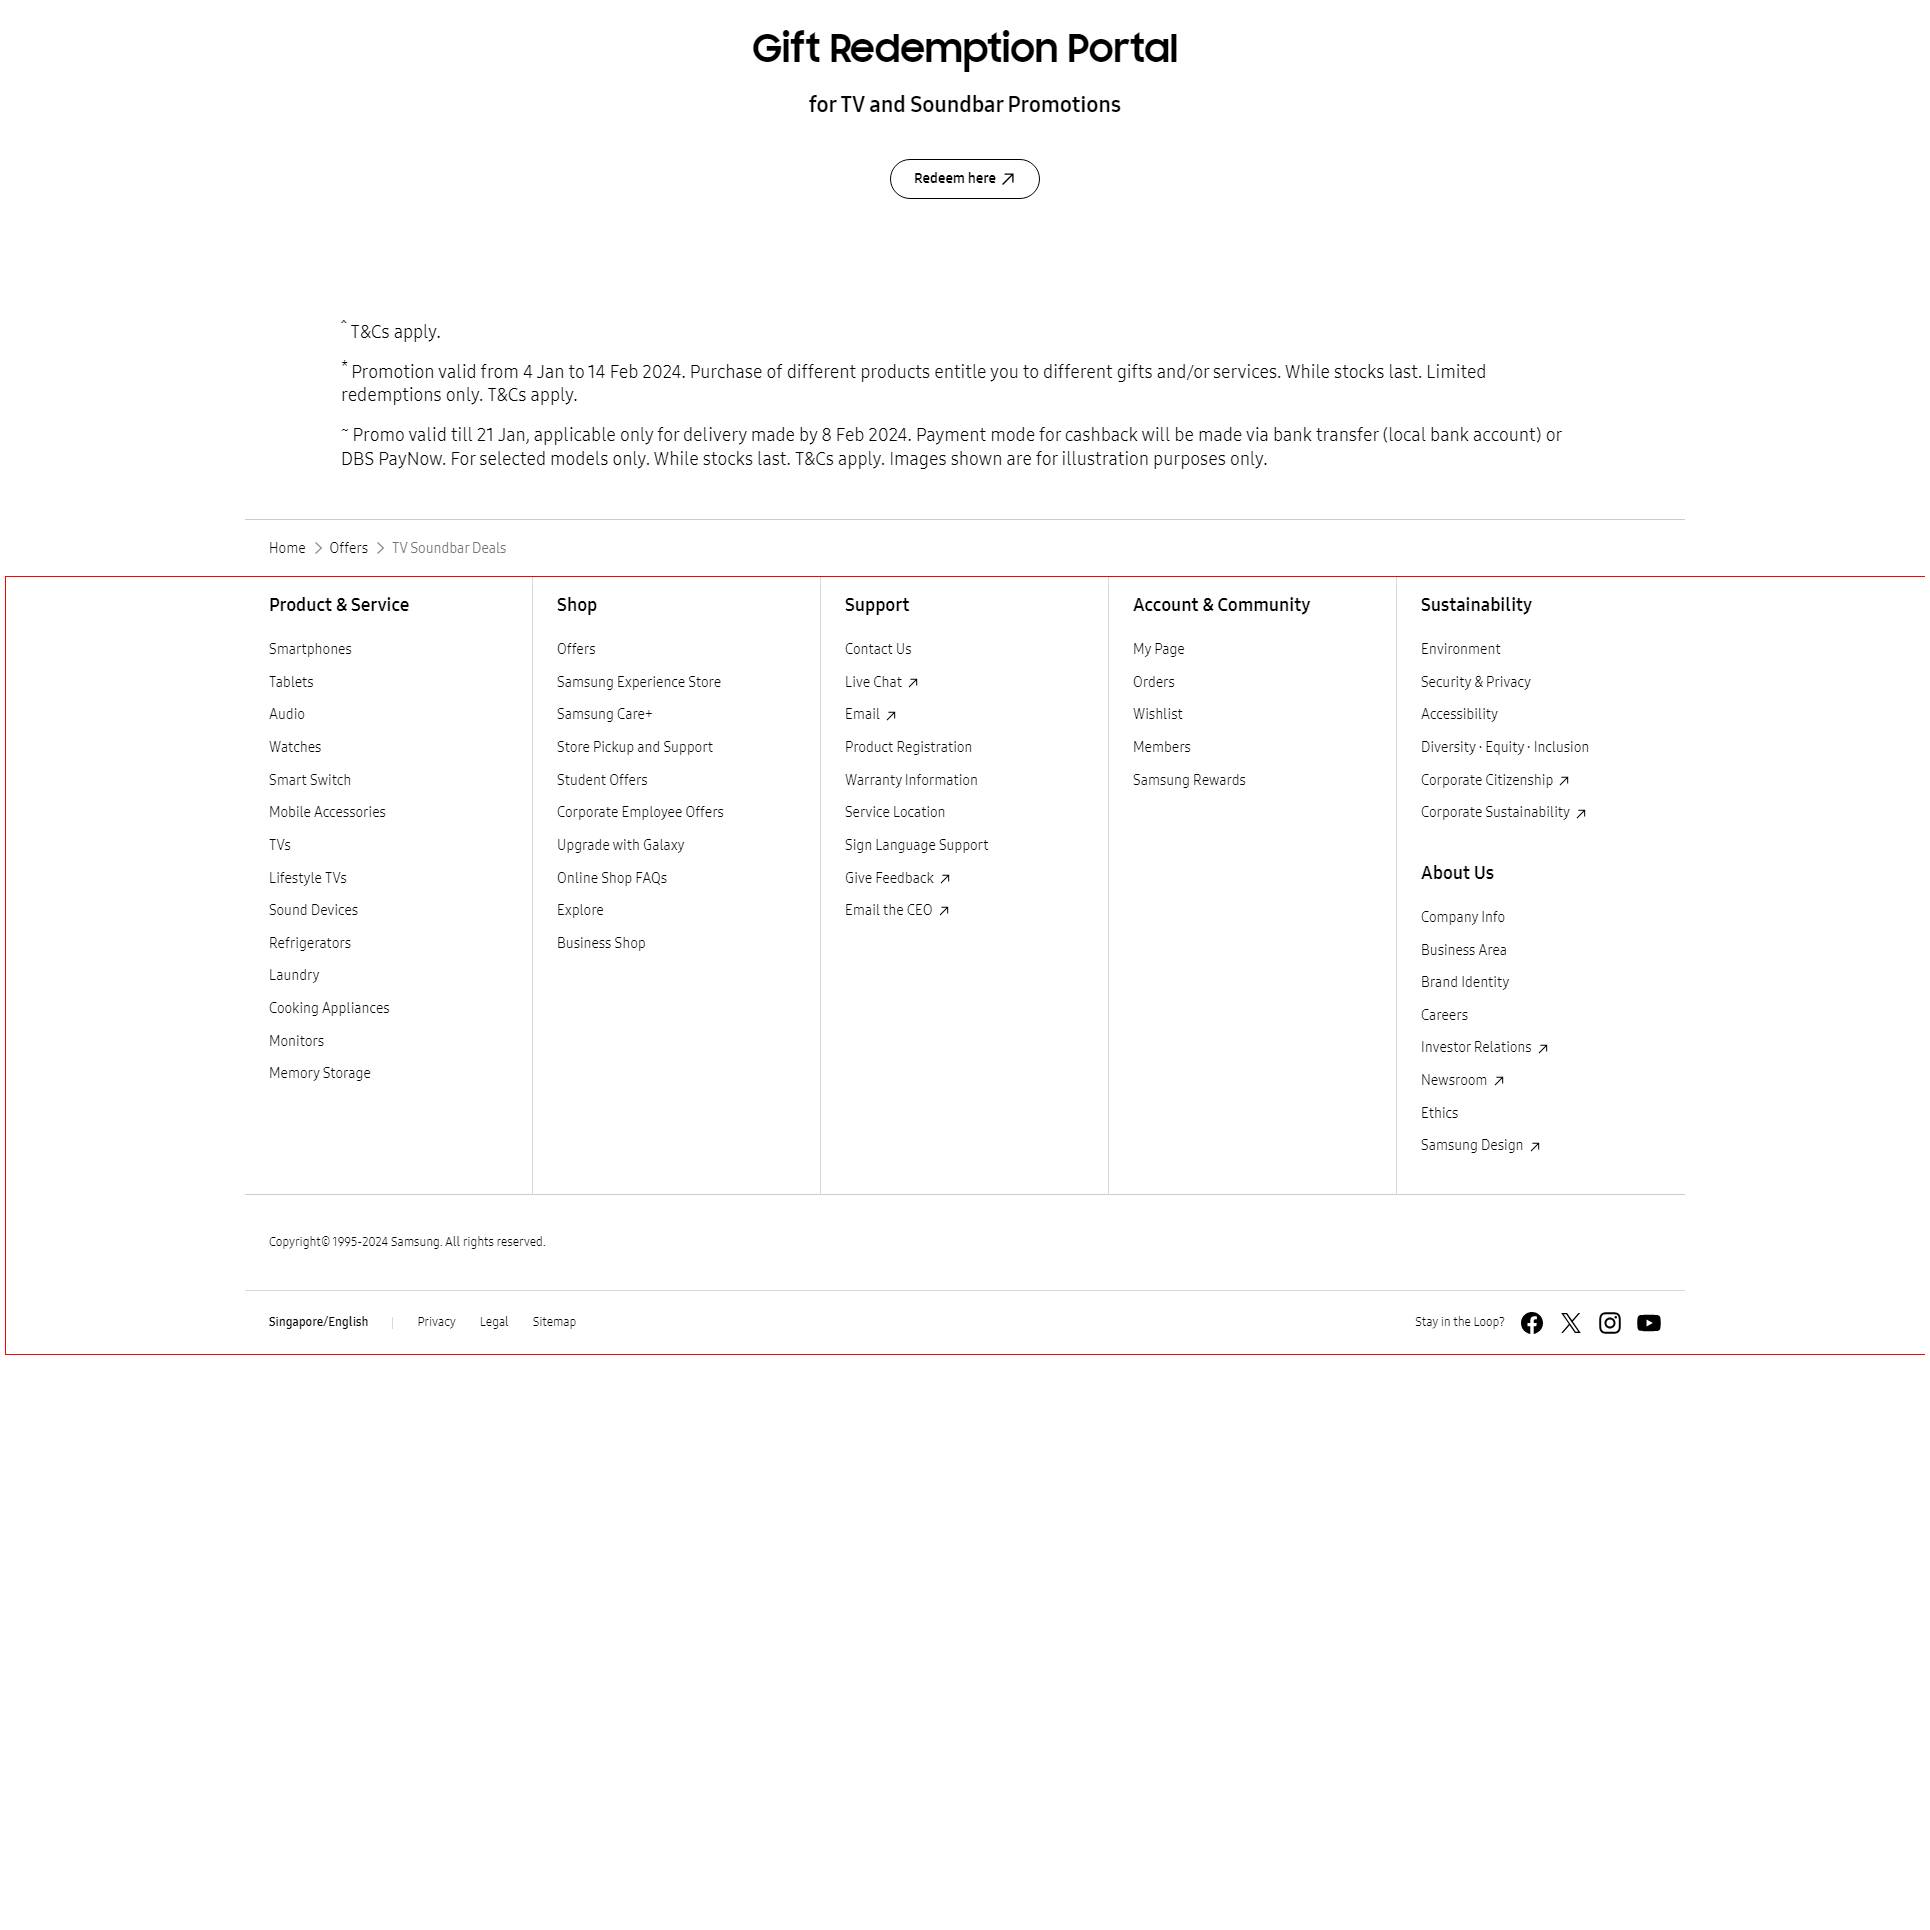 Gift Redemption Portal
for TV and Soundbar Promotions
Redeem here
^ T&Cs apply.
* Promotion valid from 4 Jan to 14 Feb 2024. Purchase of different products entitle you to different gifts and/or services. While stocks last. Limited
redemptions only. T&Cs apply.
~ Promo valid till 21 Jan, applicable only for delivery made by 8 Feb 2024. Payment mode for cashback will be made via bank transfer (local bank account) or
DBS PayNow. For selected models only. While stocks last. T&Cs apply. Images shown are for illustration purposes only.
Home > Offers > TV Soundbar Deals
Product & Service
Smartphones
Tablets
Audio
Watches
Smart Switch
Mobile Accessories
TVs
Lifestyle TVs
Sound Devices
Refrigerators
Laundry
Cooking Appliances
Monitors
Memory Storage
Shop
Offers
Samsung Experience Store
Samsung Care+
Store Pickup and Support
Student Offers
Corporate Employee Offers
Upgrade with Galaxy
Online Shop FAQs
Explore
Business Shop
Support
Contact Us
Live Chat
Email
Product Registration
Warranty Information
Service Location
Sign Language Support
Give Feedback
Email the CEO
Account & Community
My Page
Orders
Wishlist
Members
Samsung Rewards
Sustainability
Environment
Security & Privacy
Accessibility
Diversity · Equity · Inclusion
Corporate Citizenship
Corporate Sustainability
About Us
Company Info
Business Area
Brand Identity
Careers
Investor Relations
Newsroom
Ethics
Samsung Design
Copyright© 1995-2024 Samsung. All rights reserved.
Singapore/English | Privacy Legal Sitemap
Stay in the Loop?